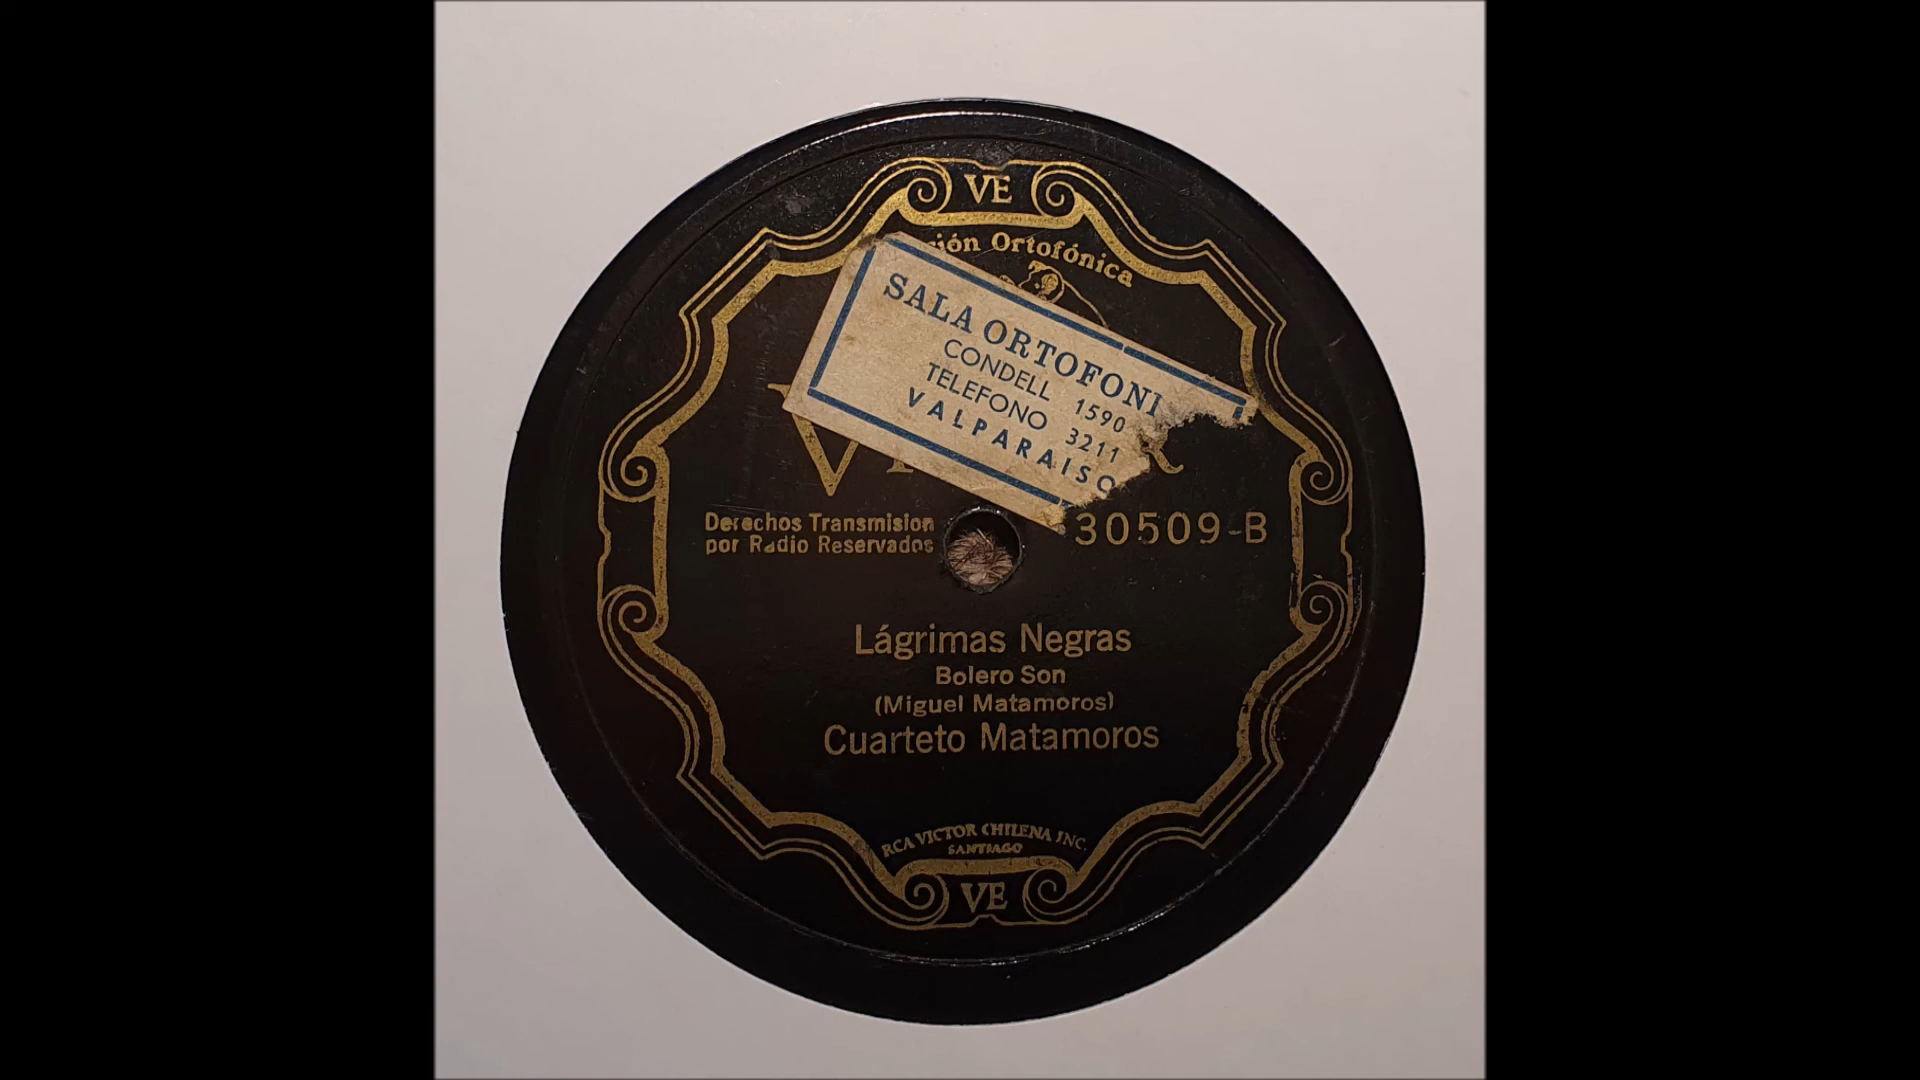 VE
Ortofónica
SALA ORTOFONI
CONDELL 1590
TELEFONO 3211
VALPARAISO
Derechos Transmision
por Radio Reservados
30509-B
Lágrimas Negras
Bolero Son
(Miguel Matamoros)
Cuarteto Matamoros
RCA VICTOR CHILENA INC.
SANTIAGO
VE